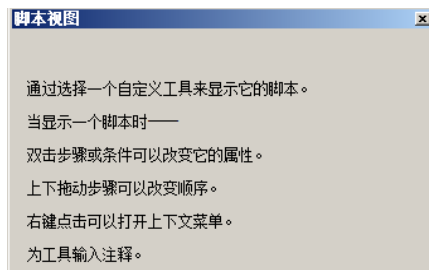 脚本视图
通过选择一个自定义工具来显示它的脚本。
当显示一个脚本时——
双击步骤或条件可以改变它的属性。
上下拖动步骤可以改变顺序。
右键点击可以打开上下文菜单。
为工具输入注释。